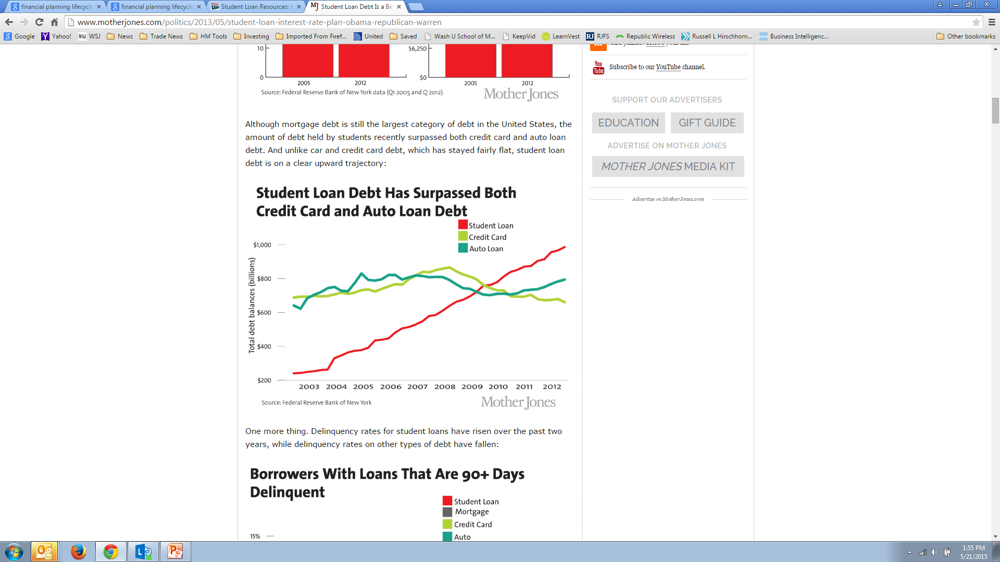 financial planning lifecycle
financial planning lifecycle
Student Loan Resources: F
Student Loan Debt Is a Be
www.motherjones.com/politics/2013/05/student-loan-interest-rate-plan-obama-republican-warren
Google Yahoo! WSJ News Trade News HM Tools Investing Imported From Firef... United Saved Wash U School of M... KeepVid LearnVest RJFS Republic Wireless Russell L Hirschhorn... Business Intelligenc... Other bookmarks
10
0
2005 2012
$6,250
$0
2005 2012
Source: Federal Reserve Bank of New York data (Q1 2005 and Q 2012).
Mother Jones
Although mortgage debt is still the largest category of debt in the United States, the
amount of debt held by students recently surpassed both credit card and auto loan
debt. And unlike car and credit card debt, which has stayed fairly flat, student loan
debt is on a clear upward trajectory:
Student Loan Debt Has Surpassed Both
Credit Card and Auto Loan Debt
Student Loan
Credit Card
Auto Loan
Total debt balances (billions)
$1,000
$800
$600
$400
$200
2003 2004 2005 2006 2007 2008 2009 2010 2011 2012
Source: Federal Reserve Bank of New York
Mother Jones
One more thing. Delinquency rates for student loans have risen over the past two
years, while delinquency rates on other types of debt have fallen:
Borrowers With Loans That Are 90+ Days
Delinquent
Student Loan
Mortgage
Credit Card
Auto
15%
You
Tube
Subscribe to our YouTube channel.
SUPPORT OUR ADVERTISERS
EDUCATION
GIFT GUIDE
ADVERTISE ON MOTHER JONES
MOTHER JONES MEDIA KIT
Advertise on MotherJones.com
1:55 PM
5/21/2015